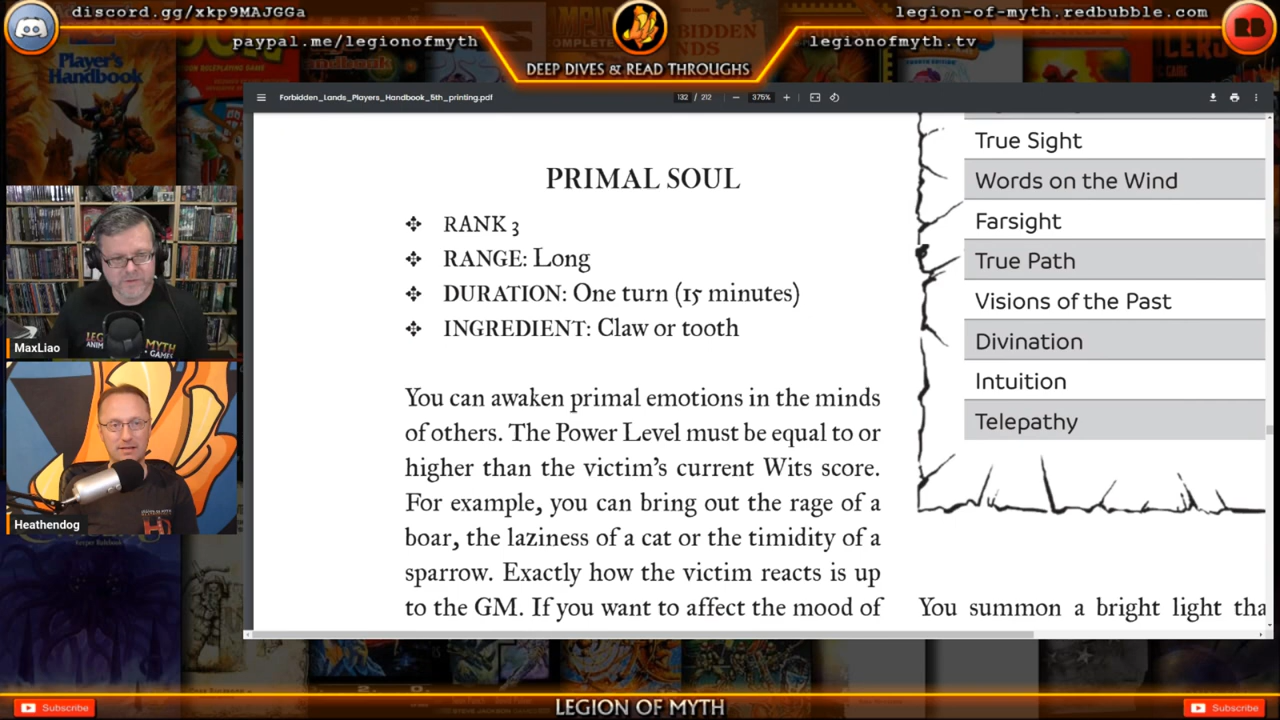 discord.gg/xkp9MAJGGa
legion-of-myth.redbubble.com
paypal.me/legionofmyth
legionofmyth.tv
DEEP DIVES & READ THROUGHS
Player's
Handbook
Forbidden_Lands_Players_Handbook_5th_printing.pdf
132 / 212
375%
PRIMAL SOUL
RANK 3
RANGE: Long
DURATION: One turn (15 minutes)
INGREDIENT: Claw or tooth
You can awaken primal emotions in the minds
of others. The Power Level must be equal to or
higher than the victim's current Wits score.
For example, you can bring out the rage of a
boar, the laziness of a cat or the timidity of a
sparrow. Exactly how the victim reacts is up
to the GM. If you want to affect the mood of
True Sight
Words on the Wind
Farsight
True Path
Visions of the Past
Divination
Intuition
Telepathy
You summon a bright light tha
MaxLiao
Heathendog
Subscribe
LEGION OF MYTH
Subscribe